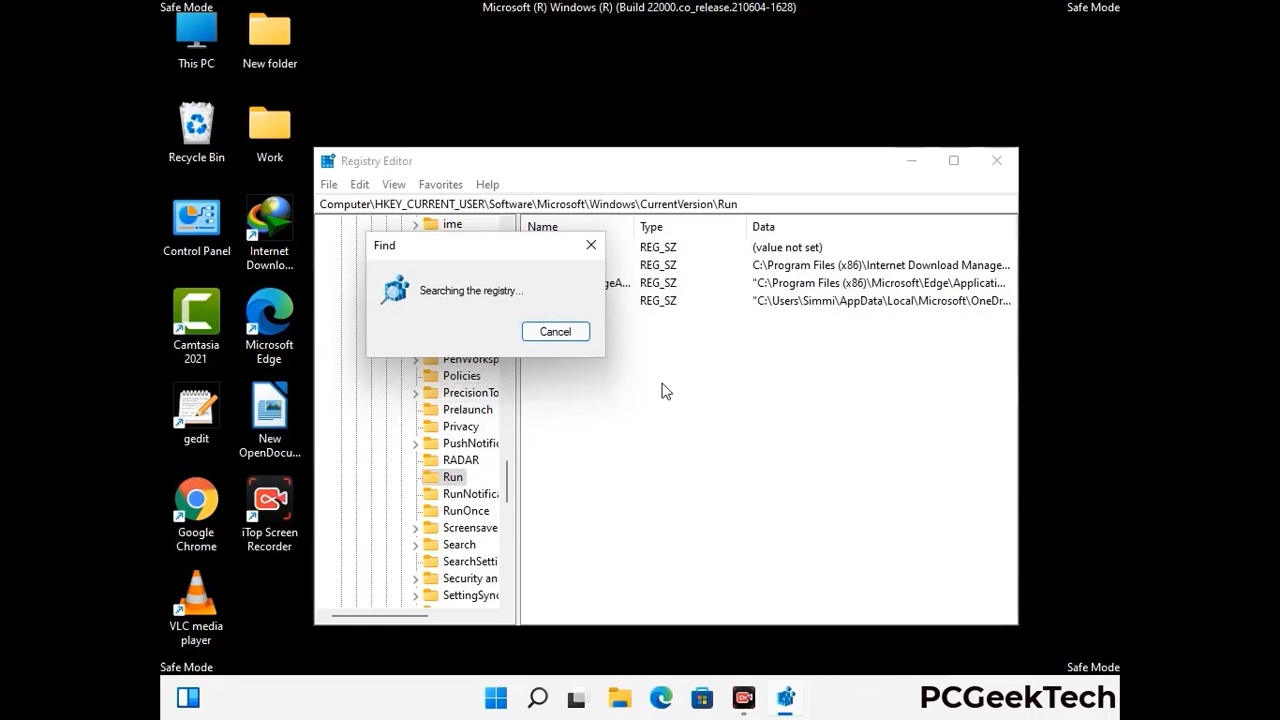 Safe Mode
Microsoft (R) Windows (R) (Build 22000.co_release.210604-1628)
Safe Mode
This PC
New folder
Recycle Bin
Work
Control Panel
Internet
Downlo...
Camtasia
2021
Microsoft
Edge
gedit
New
OpenDocu...
Google
Chrome
iTop Screen
Recorder
VLC media
player
Registry Editor
File Edit View Favorites Help
Computer\HKEY_CURRENT_USER\Software\Microsoft\Windows\CurrentVersion\Run
ime
PenWorksp
Policies
PrecisionTo
Prelaunch
Privacy
PushNotific
RADAR
Run
RunNotifica
RunOnce
Screensave
Search
SearchSetti
Security an
SettingSync
Name Type Data
REG_SZ (value not set)
REG_SZ C:\Program Files (x86)\Internet Download Manage...
geA... REG_SZ "C:\Program Files (x86)\Microsoft\Edge\Applicati...
REG_SZ "C:\Users\Simmi\AppData\Local\Microsoft\OneDr...
Find
Searching the registry...
Cancel
Safe Mode
Safe Mode
PCGeekTech